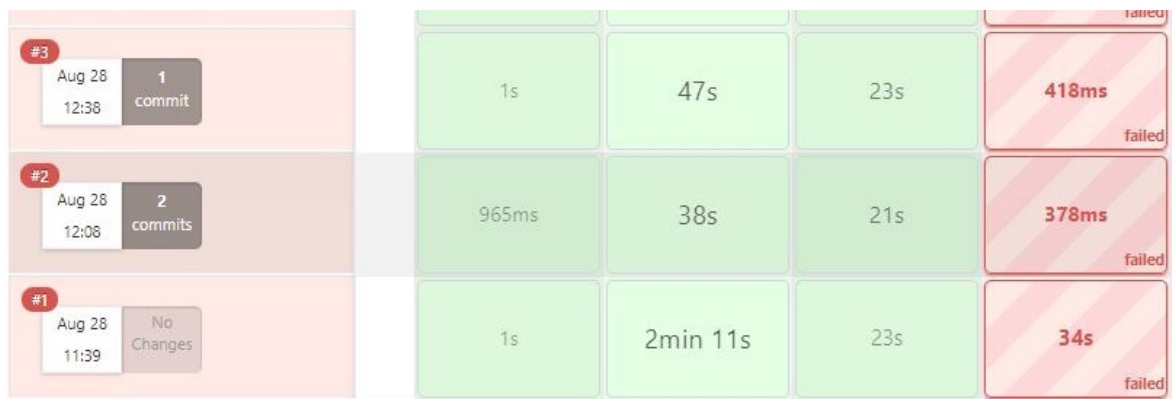 failed
#3
Aug 28
12:38
1
commit
1s
47s
23s
418ms
failed
#2
Aug 28
12:08
2
commits
965ms
38s
21s
378ms
failed
#1
Aug 28
11:39
No
Changes
1s
2min 11s
23s
34s
failed